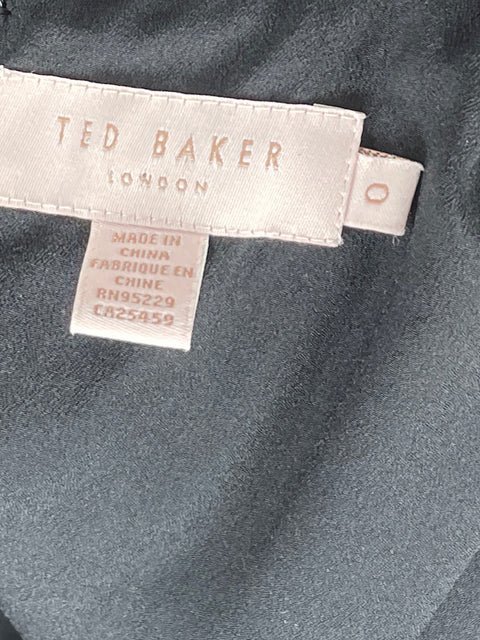 TED BAKER
LONDON
0
MADE IN
CHINA
FABRIQUE EN
CHINE
RN95229
CA25459